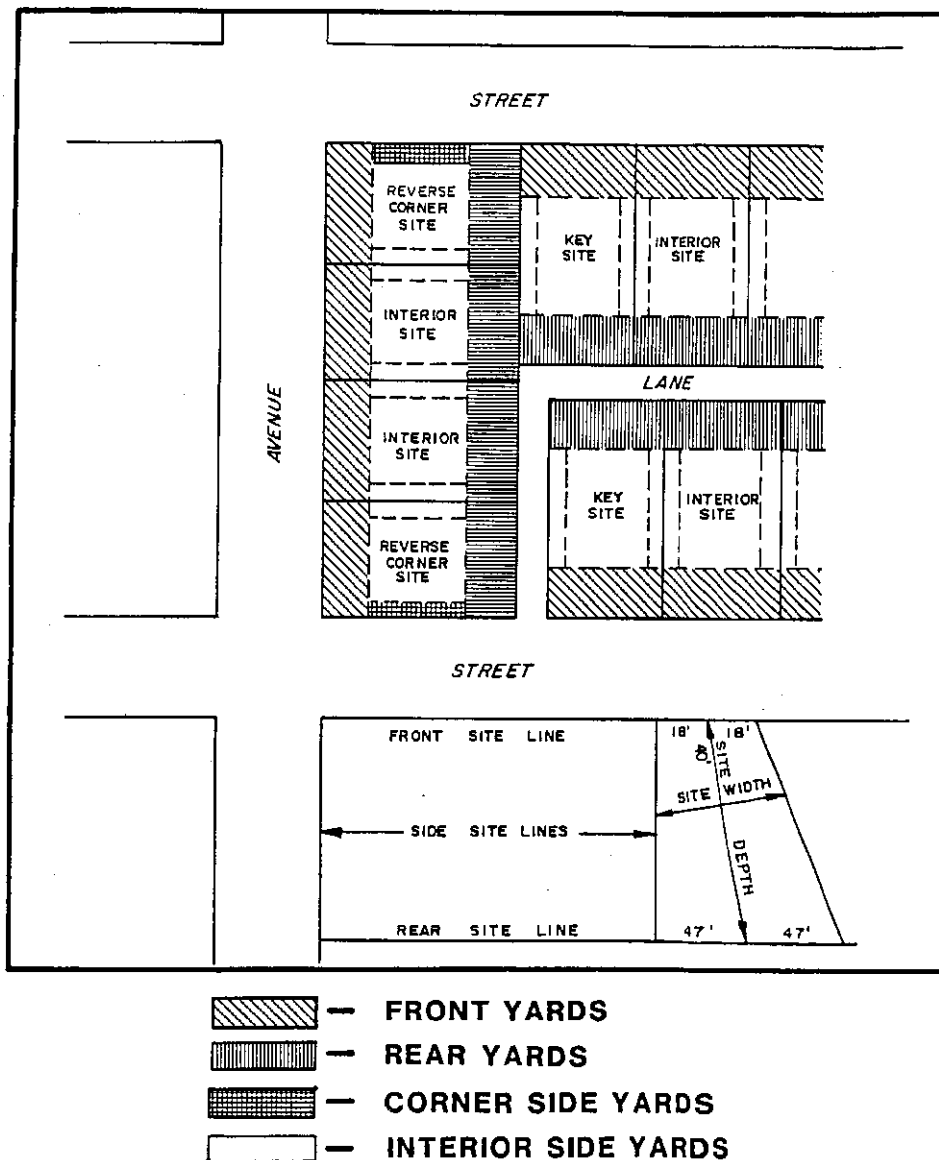 STREET
REVERSE
CORNER
SITE
KEY
SITE
INTERIOR
SITE
INTERIOR
SITE
LANE
AVENUE
INTERIOR
SITE
KEY
SITE
INTERIOR
SITE
REVERSE
CORNER
SITE
STREET
FRONT SITE LINE
18' 18'
40'
SITE
SITE WIDTH
SIDE SITE LINES
DEPTH
REAR SITE LINE
47' 47'
— FRONT YARDS
— REAR YARDS
— CORNER SIDE YARDS
— INTERIOR SIDE YARDS